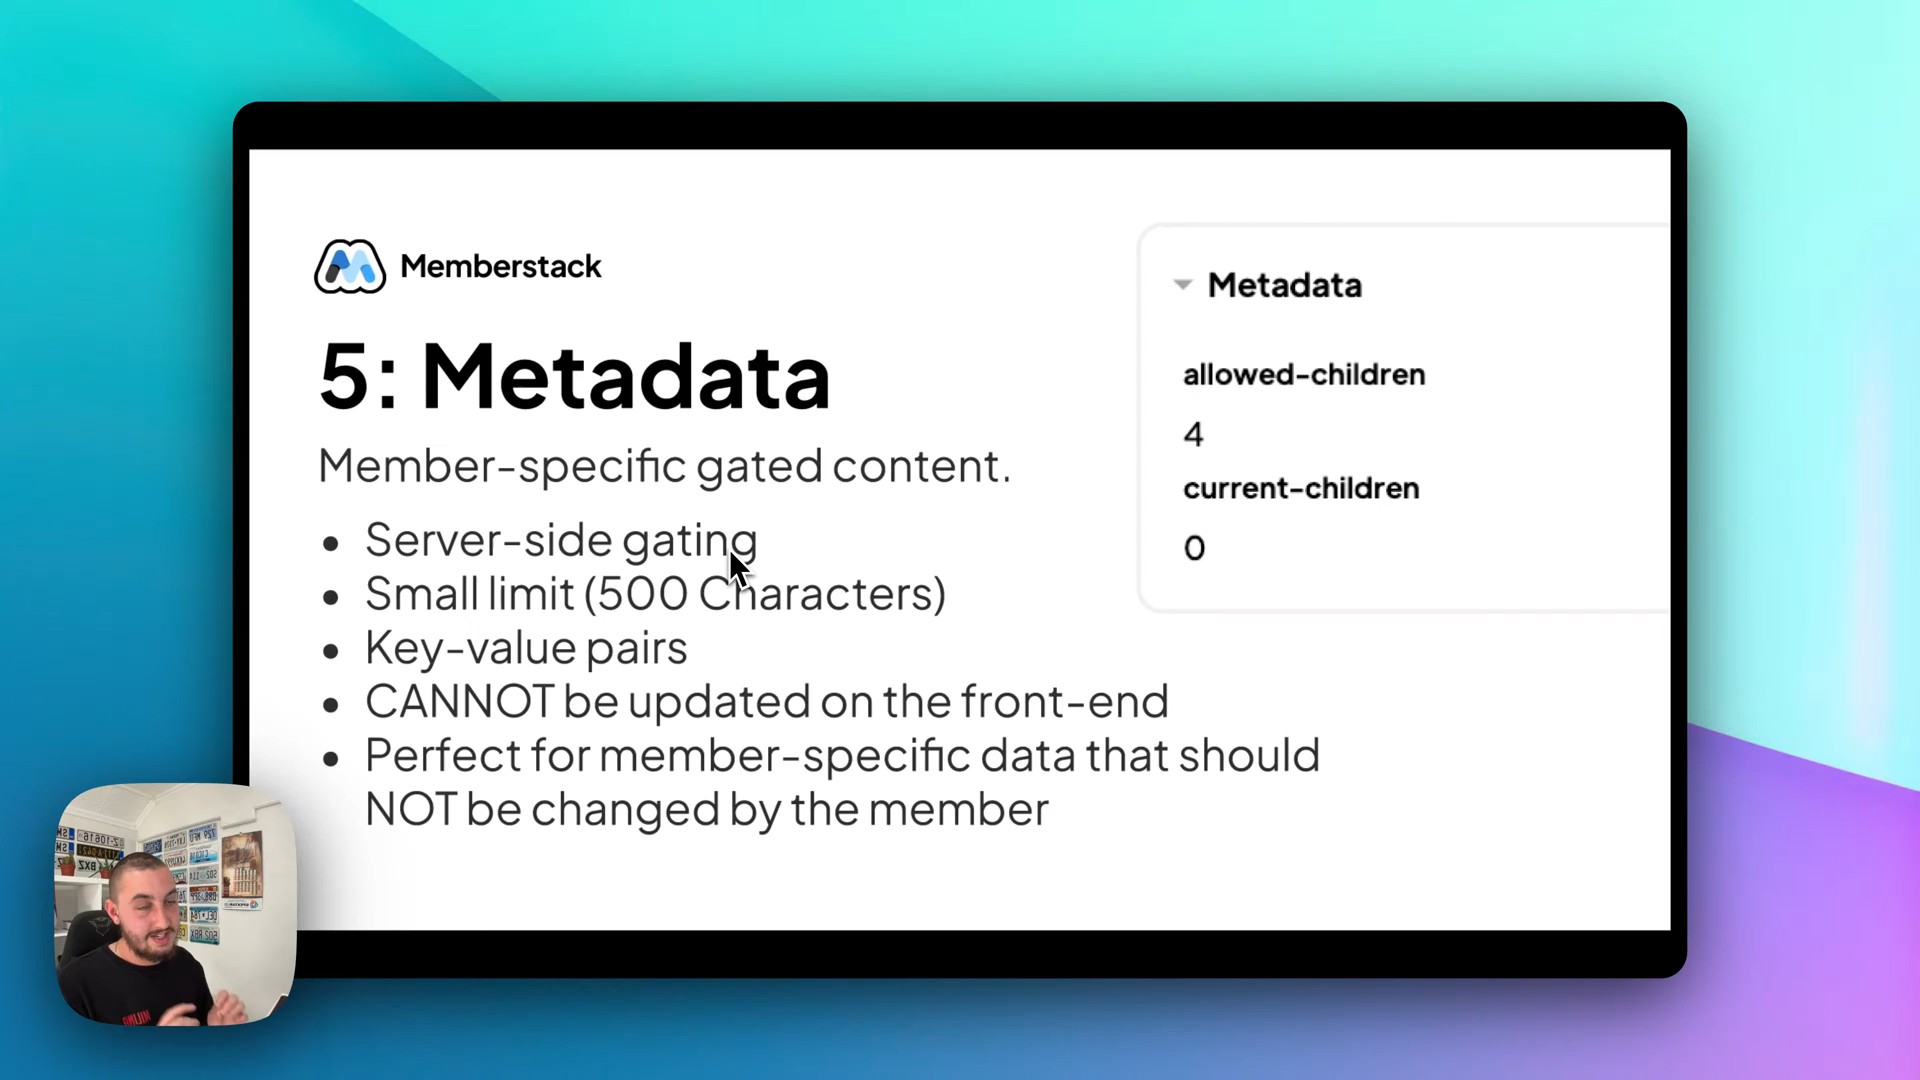 Memberstack
5: Metadata
Member-specific gated content.
• Server-side gating
• Small limit (500 Characters)
• Key-value pairs
• CANNOT be updated on the front-end
• Perfect for member-specific data that should
NOT be changed by the member
Metadata
allowed-children
4
current-children
0